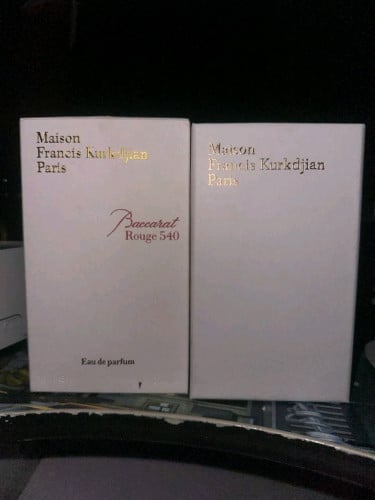 Maison
Francis Kurkdjian
Paris
Baccarat
Rouge 540
Eau de parfum
Maison
Francis Kurkdjian
Paris